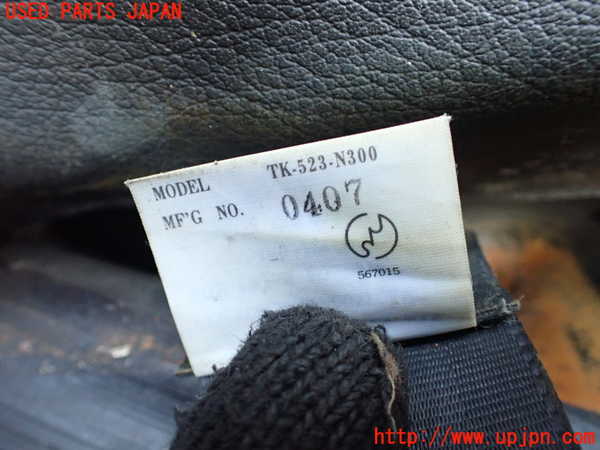 USED PARTS JAPAN
MODEL TK-523-N300
MF'G NO. 0407
567015
http://www.upjpn.com/